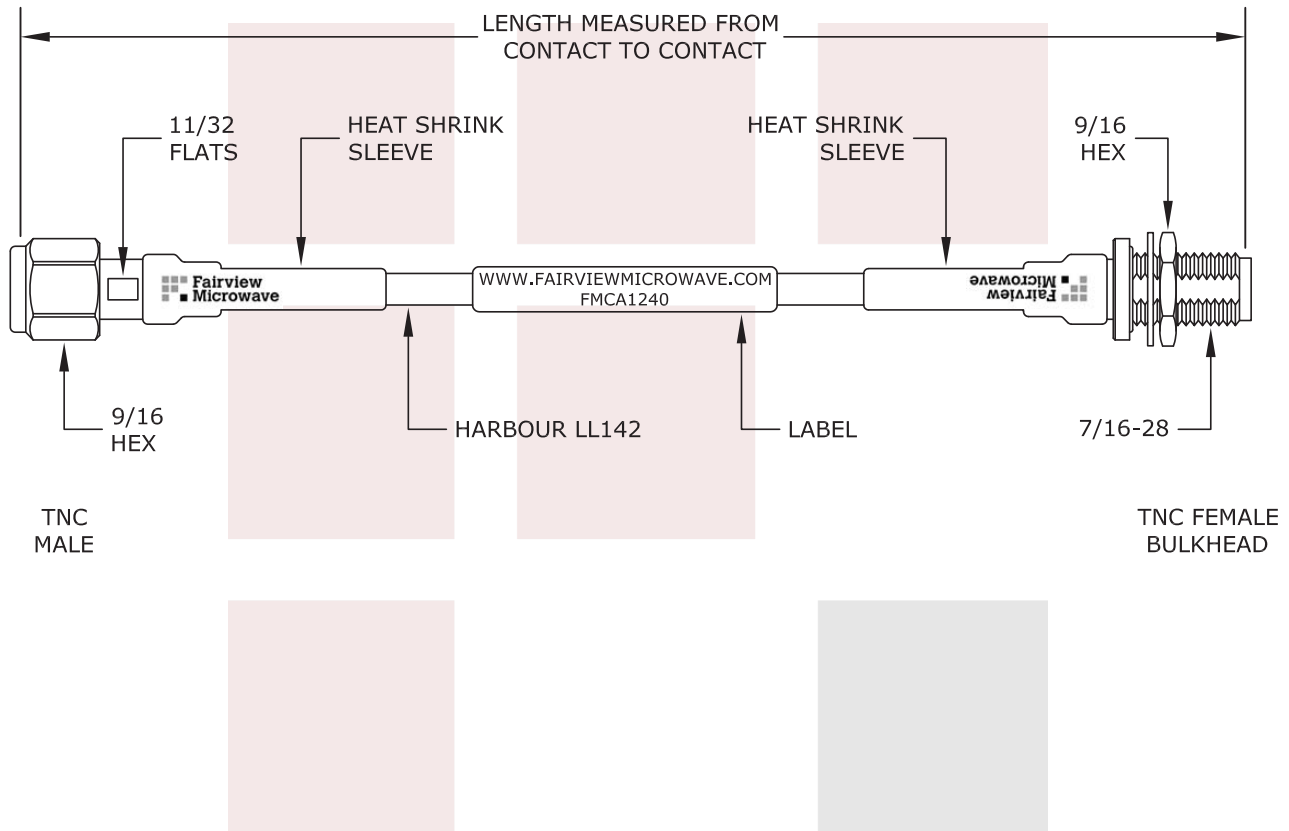 LENGTH MEASURED FROM
CONTACT TO CONTACT
11/32
FLATS
HEAT SHRINK
SLEEVE
HEAT SHRINK
SLEEVE
9/16
HEX
Fairview
Microwave
WWW.FAIRVIEWMICROWAVE.COM
FMCA1240
Fairview
Microwave
9/16
HEX
HARBOUR LL142
LABEL
7/16-28
TNC
MALE
TNC FEMALE
BULKHEAD